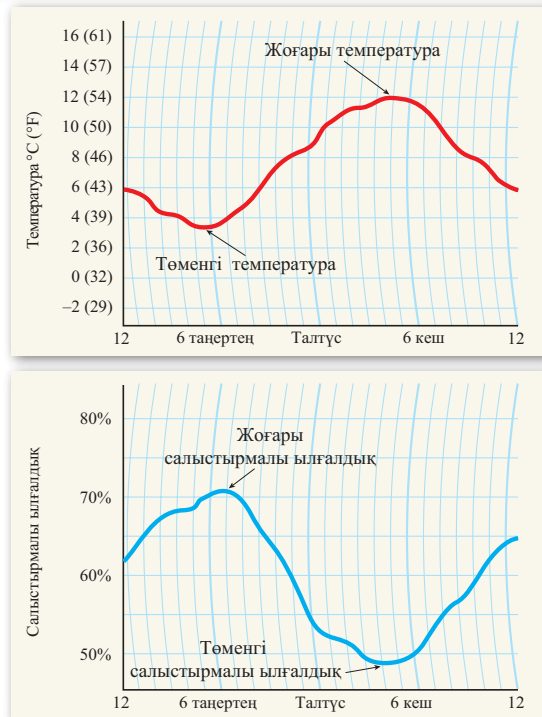 Температура °C (°F)
16 (61)
14 (57)
12 (54)
10 (50)
8 (46)
6 (43)
4 (39)
2 (36)
0 (32)
–2 (29)
Жоғары температура
Төменгі температура
12
6 таңертең
Талтүс
6 кеш
12
Салыстырмалы ылғалдық
80%
70%
60%
50%
Жоғары
салыстырмалы ылғалдық
Төменгі
салыстырмалы ылғалдық
12
6 таңертең
Талтүс
6 кеш
12